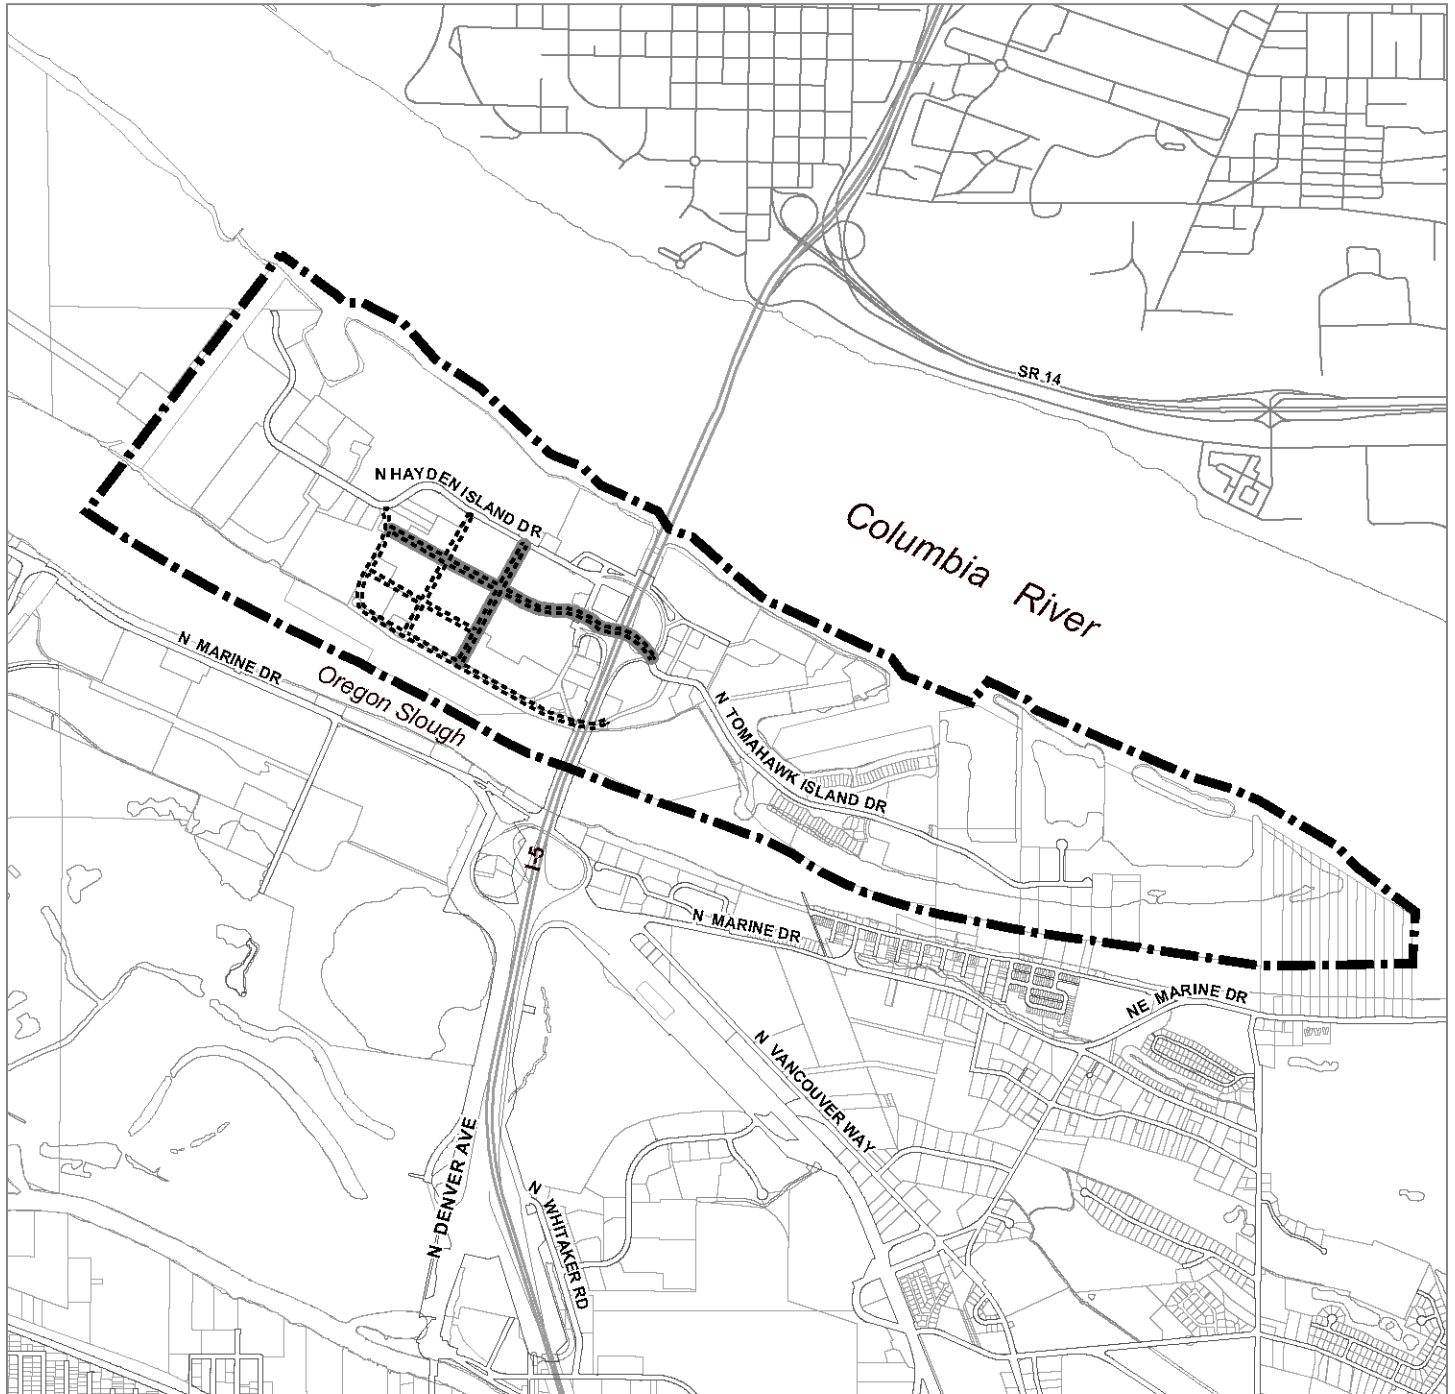 SR 14
N HAYDEN ISLAND DR
Columbia River
N MARINE DR
Oregon Slough
N TOMAHAWK ISLAND DR
I-5
N MARINE DR
NE MARINE DR
N VANCOUVER WAY
N DENVER AVE
N WHITAKER RD